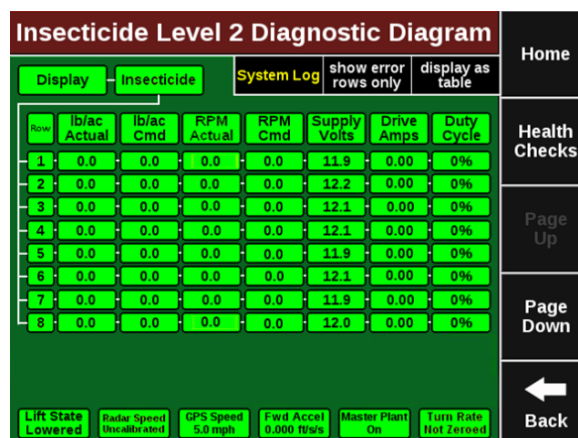 Insecticide Level 2 Diagnostic Diagram
Home
Display
Insecticide
System Log
show error
rows only
display as
table
Row
lb/ac
Actual
lb/ac
Cmd
RPM
Actual
RPM
Cmd
Supply
Volts
Drive
Amps
Duty
Cycle
Health
Checks
1 0.0 0.0 0.0 0.0 11.9 0.00 0%
2 0.0 0.0 0.0 0.0 12.2 0.00 0%
3 0.0 0.0 0.0 0.0 12.1 0.00 0%
4 0.0 0.0 0.0 0.0 12.1 0.00 0%
5 0.0 0.0 0.0 0.0 11.9 0.00 0%
6 0.0 0.0 0.0 0.0 12.1 0.00 0%
7 0.0 0.0 0.0 0.0 11.9 0.00 0%
8 0.0 0.0 0.0 0.0 12.0 0.00 0%
Page
Up
Page
Down
Lift State
Lowered
Radar Speed
Uncalibrated
GPS Speed
5.0 mph
Fwd Accel
0.000 ft/s/s
Master Plant
On
Turn Rate
Not Zeroed
Back